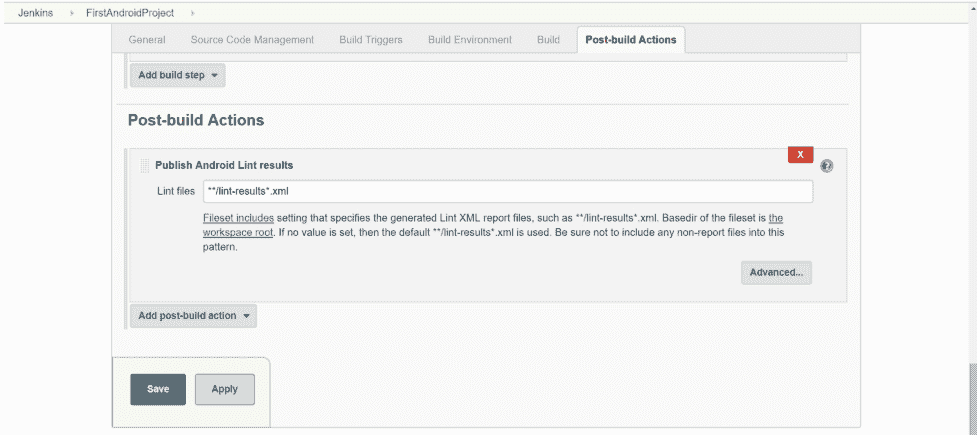 Jenkins FirstAndroidProject
General Source Code Management Build Triggers Build Environment Build Post-build Actions
Add build step
Post-build Actions
X
Publish Android Lint results ?
Lint files **/lint-results*.xml
Fileset includes setting that specifies the generated Lint XML report files, such as **/lint-results*.xml. Basedir of the fileset is the
workspace root. If no value is set, then the default **/lint-results*.xml is used. Be sure not to include any non-report files into this
pattern.
Advanced...
Add post-build action
Save Apply